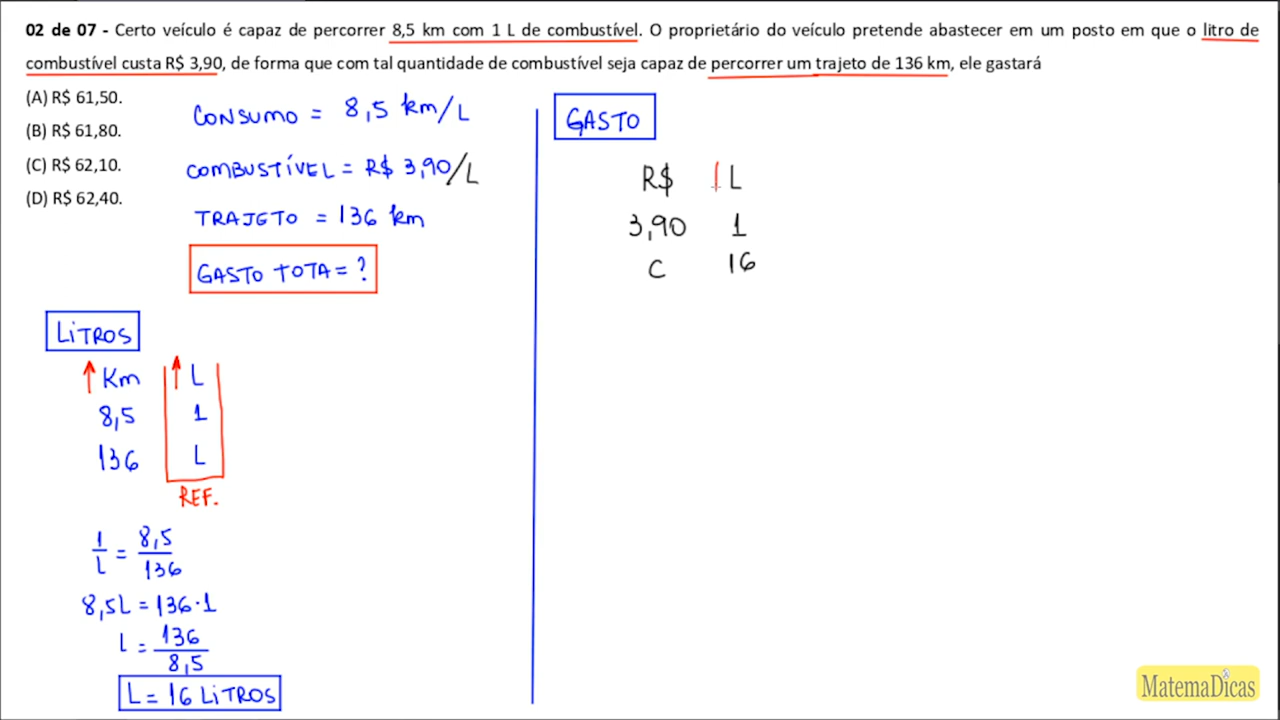 02 de 07 - Certo veículo é capaz de percorrer 8,5 km com 1 L de combustível. O proprietário do veículo pretende abastecer em um posto em que o litro de
combustível custa R$ 3,90, de forma que com tal quantidade de combustível seja capaz de percorrer um trajeto de 136 km, ele gastará
(A) R$ 61,50.
(B) R$ 61,80.
(C) R$ 62,10.
(D) R$ 62,40.
CONSUMO = 8,5 km/L
COMBUSTÍVEL = R$ 3,90/L
TRAJETO = 136 km
GASTO TOTA = ?
LITROS
↑ Km ↑ L
8,5 1
136 L
REF.
1/L = 8,5/136
8,5L = 136·1
L = 136/8,5
L = 16 LITROS
GASTO
R$ L
3,90 1
C 16
MatemaDicas